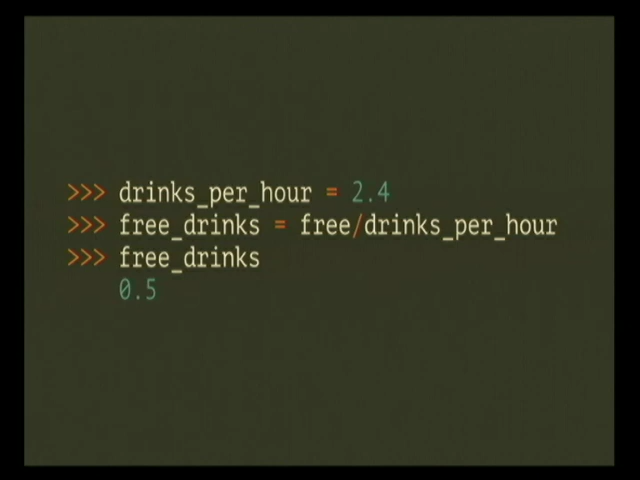 >>> drinks_per_hour = 2.4
>>> free_drinks = free/drinks_per_hour
>>> free_drinks
0.5